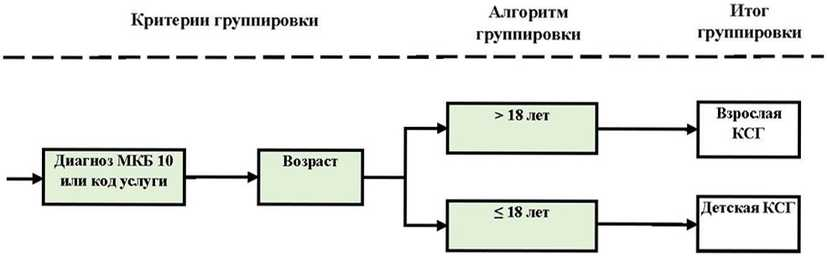 Критерии группировки
Алгоритм
группировки
Итог
группировки
Диагноз МКБ 10
или код услуги
Возраст
> 18 лет
Взрослая
КСГ
≤ 18 лет
Детская КСГ